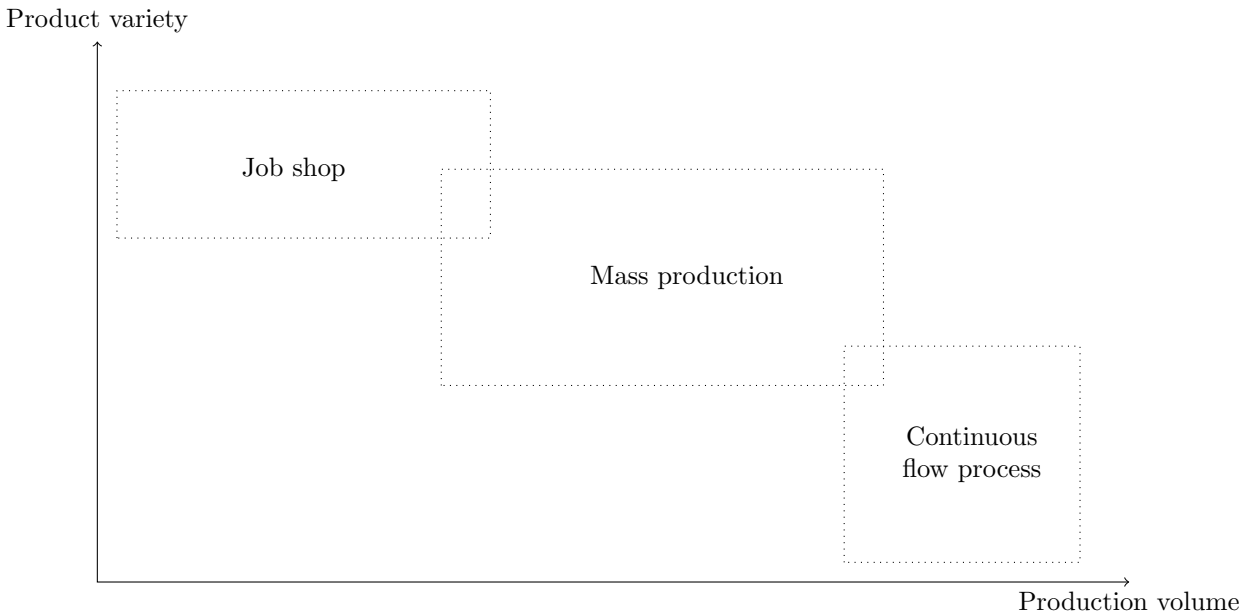 Product variety
Job shop
Mass production
Continuous
flow process
Production volume